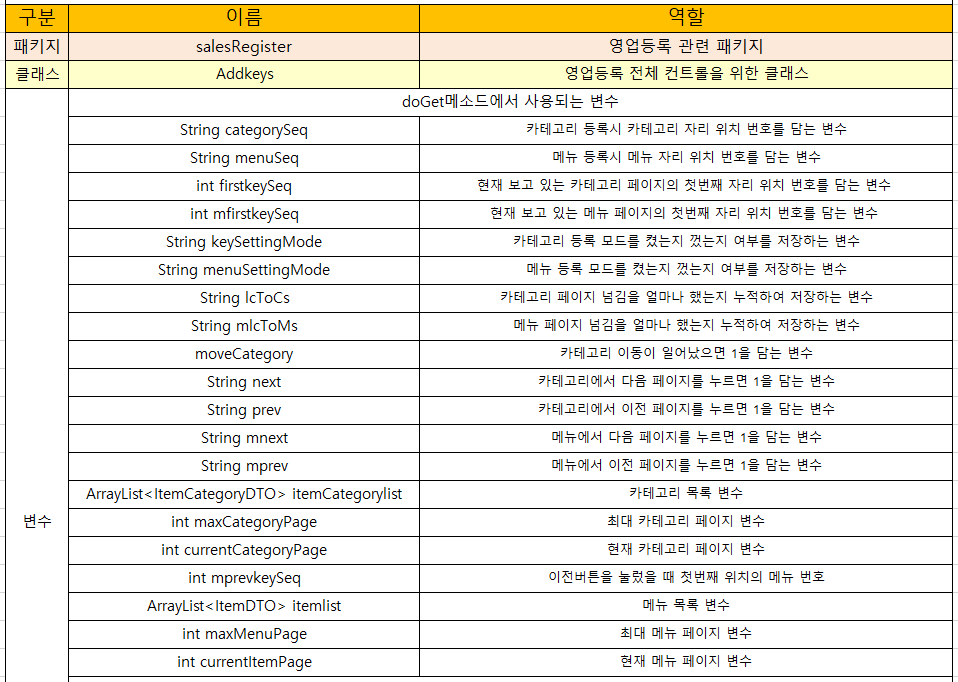 구분 이름 역할
패키지 salesRegister 영업등록 관련 패키지
클래스 Addkeys 영업등록 전체 컨트롤을 위한 클래스
변수
doGet메소드에서 사용되는 변수
String categorySeq 카테고리 등록시 카테고리 자리 위치 번호를 담는 변수
String menuSeq 메뉴 등록시 메뉴 자리 위치 번호를 담는 변수
int firstkeySeq 현재 보고 있는 카테고리 페이지의 첫번째 자리 위치 번호를 담는 변수
int mfirstkeySeq 현재 보고 있는 메뉴 페이지의 첫번째 자리 위치 번호를 담는 변수
String keySettingMode 카테고리 등록 모드를 켰는지 껐는지 여부를 저장하는 변수
String menuSettingMode 메뉴 등록 모드를 켰는지 껐는지 여부를 저장하는 변수
String lcToCs 카테고리 페이지 넘김을 얼마나 했는지 누적하여 저장하는 변수
String mlcToMs 메뉴 페이지 넘김을 얼마나 했는지 누적하여 저장하는 변수
moveCategory 카테고리 이동이 일어났으면 1을 담는 변수
String next 카테고리에서 다음 페이지를 누르면 1을 담는 변수
String prev 카테고리에서 이전 페이지를 누르면 1을 담는 변수
String mnext 메뉴에서 다음 페이지를 누르면 1을 담는 변수
String mprev 메뉴에서 이전 페이지를 누르면 1을 담는 변수
ArrayList<ItemCategoryDTO> itemCategorylist 카테고리 목록 변수
int maxCategoryPage 최대 카테고리 페이지 변수
int currentCategoryPage 현재 카테고리 페이지 변수
int mprevkeySeq 이전버튼을 눌렀을 때 첫번째 위치의 메뉴 번호
ArrayList<ItemDTO> itemlist 메뉴 목록 변수
int maxMenuPage 최대 메뉴 페이지 변수
int currentItemPage 현재 메뉴 페이지 변수